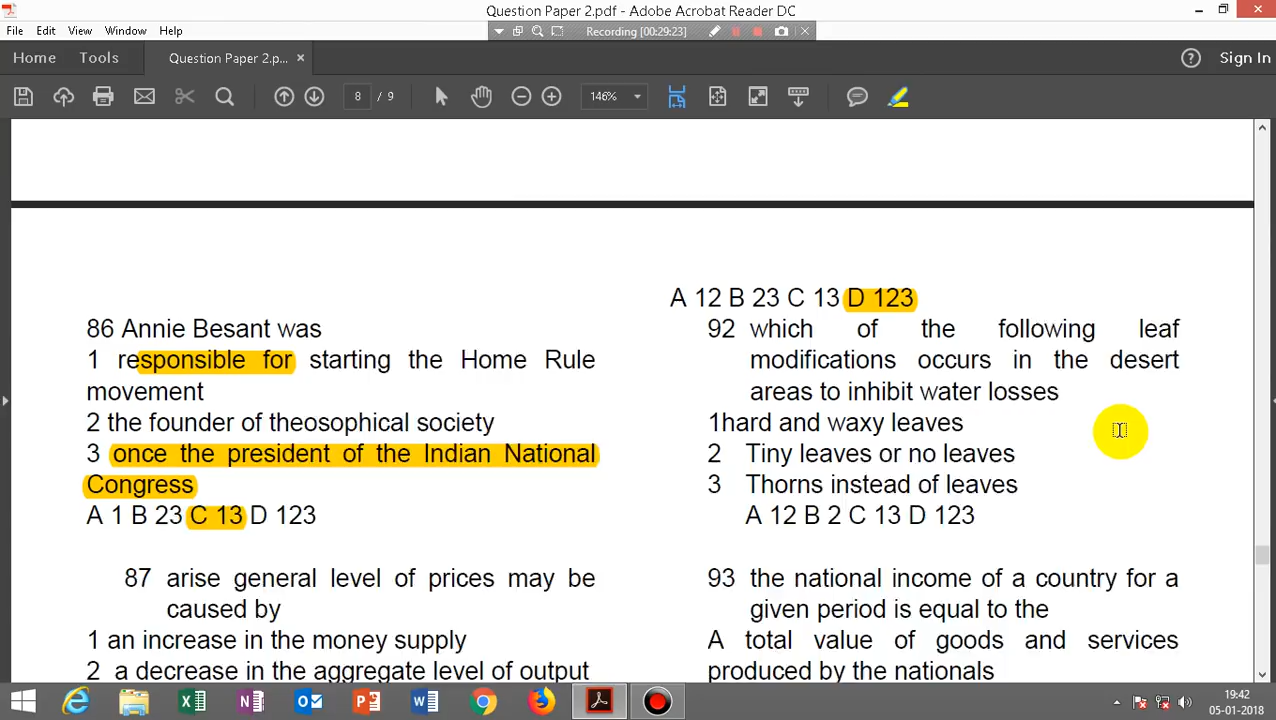 Question Paper 2.pdf - Adobe Acrobat Reader DC
File Edit View Window Help
Recording [00:29:23]
Home Tools Question Paper 2.p... × Sign In
8 / 9 146%
86 Annie Besant was
1 responsible for starting the Home Rule
movement
2 the founder of theosophical society
3 once the president of the Indian National
Congress
A 1 B 23 C 13 D 123
87 arise general level of prices may be
caused by
1 an increase in the money supply
2 a decrease in the aggregate level of output
A 12 B 23 C 13 D 123
92 which of the following leaf
modifications occurs in the desert
areas to inhibit water losses
1hard and waxy leaves
2 Tiny leaves or no leaves
3 Thorns instead of leaves
A 12 B 2 C 13 D 123
93 the national income of a country for a
given period is equal to the
A total value of goods and services
produced by the nationals
19:42
05-01-2018